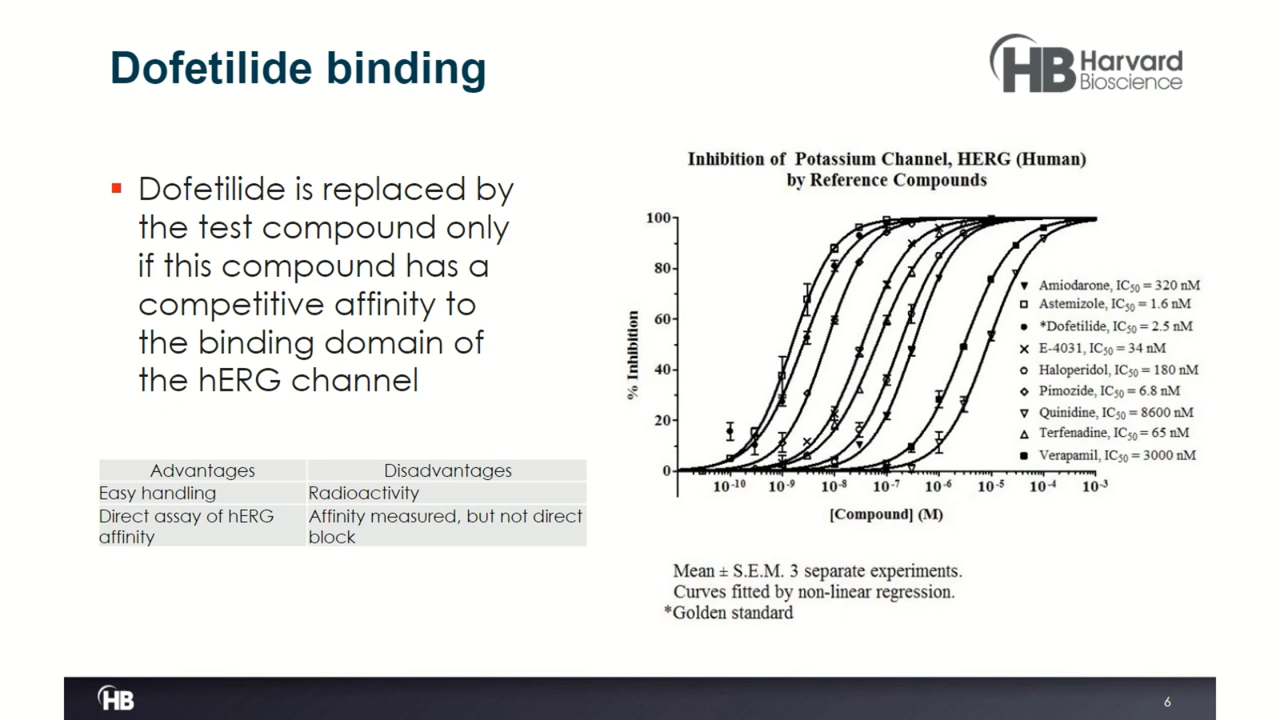 Dofetilide binding
HB Harvard
Bioscience
▪ Dofetilide is replaced by
the test compound only
if this compound has a
competitive affinity to
the binding domain of
the hERG channel
Advantages Disadvantages
Easy handling Radioactivity
Direct assay of hERG Affinity measured, but not direct
affinity block
Inhibition of Potassium Channel, HERG (Human)
by Reference Compounds
% Inhibition
100
80
60
40
20
0
10-10 10-9 10-8 10-7 10-6 10-5 10-4 10-3
[Compound] (M)
Amiodarone, IC50 = 320 nM
Astemizole, IC50 = 1.6 nM
*Dofetilide, IC50 = 2.5 nM
E-4031, IC50 = 34 nM
Haloperidol, IC50 = 180 nM
Pimozide, IC50 = 6.8 nM
Quinidine, IC50 = 8600 nM
Terfenadine, IC50 = 65 nM
Verapamil, IC50 = 3000 nM
Mean ± S.E.M. 3 separate experiments.
Curves fitted by non-linear regression.
*Golden standard
HB
6